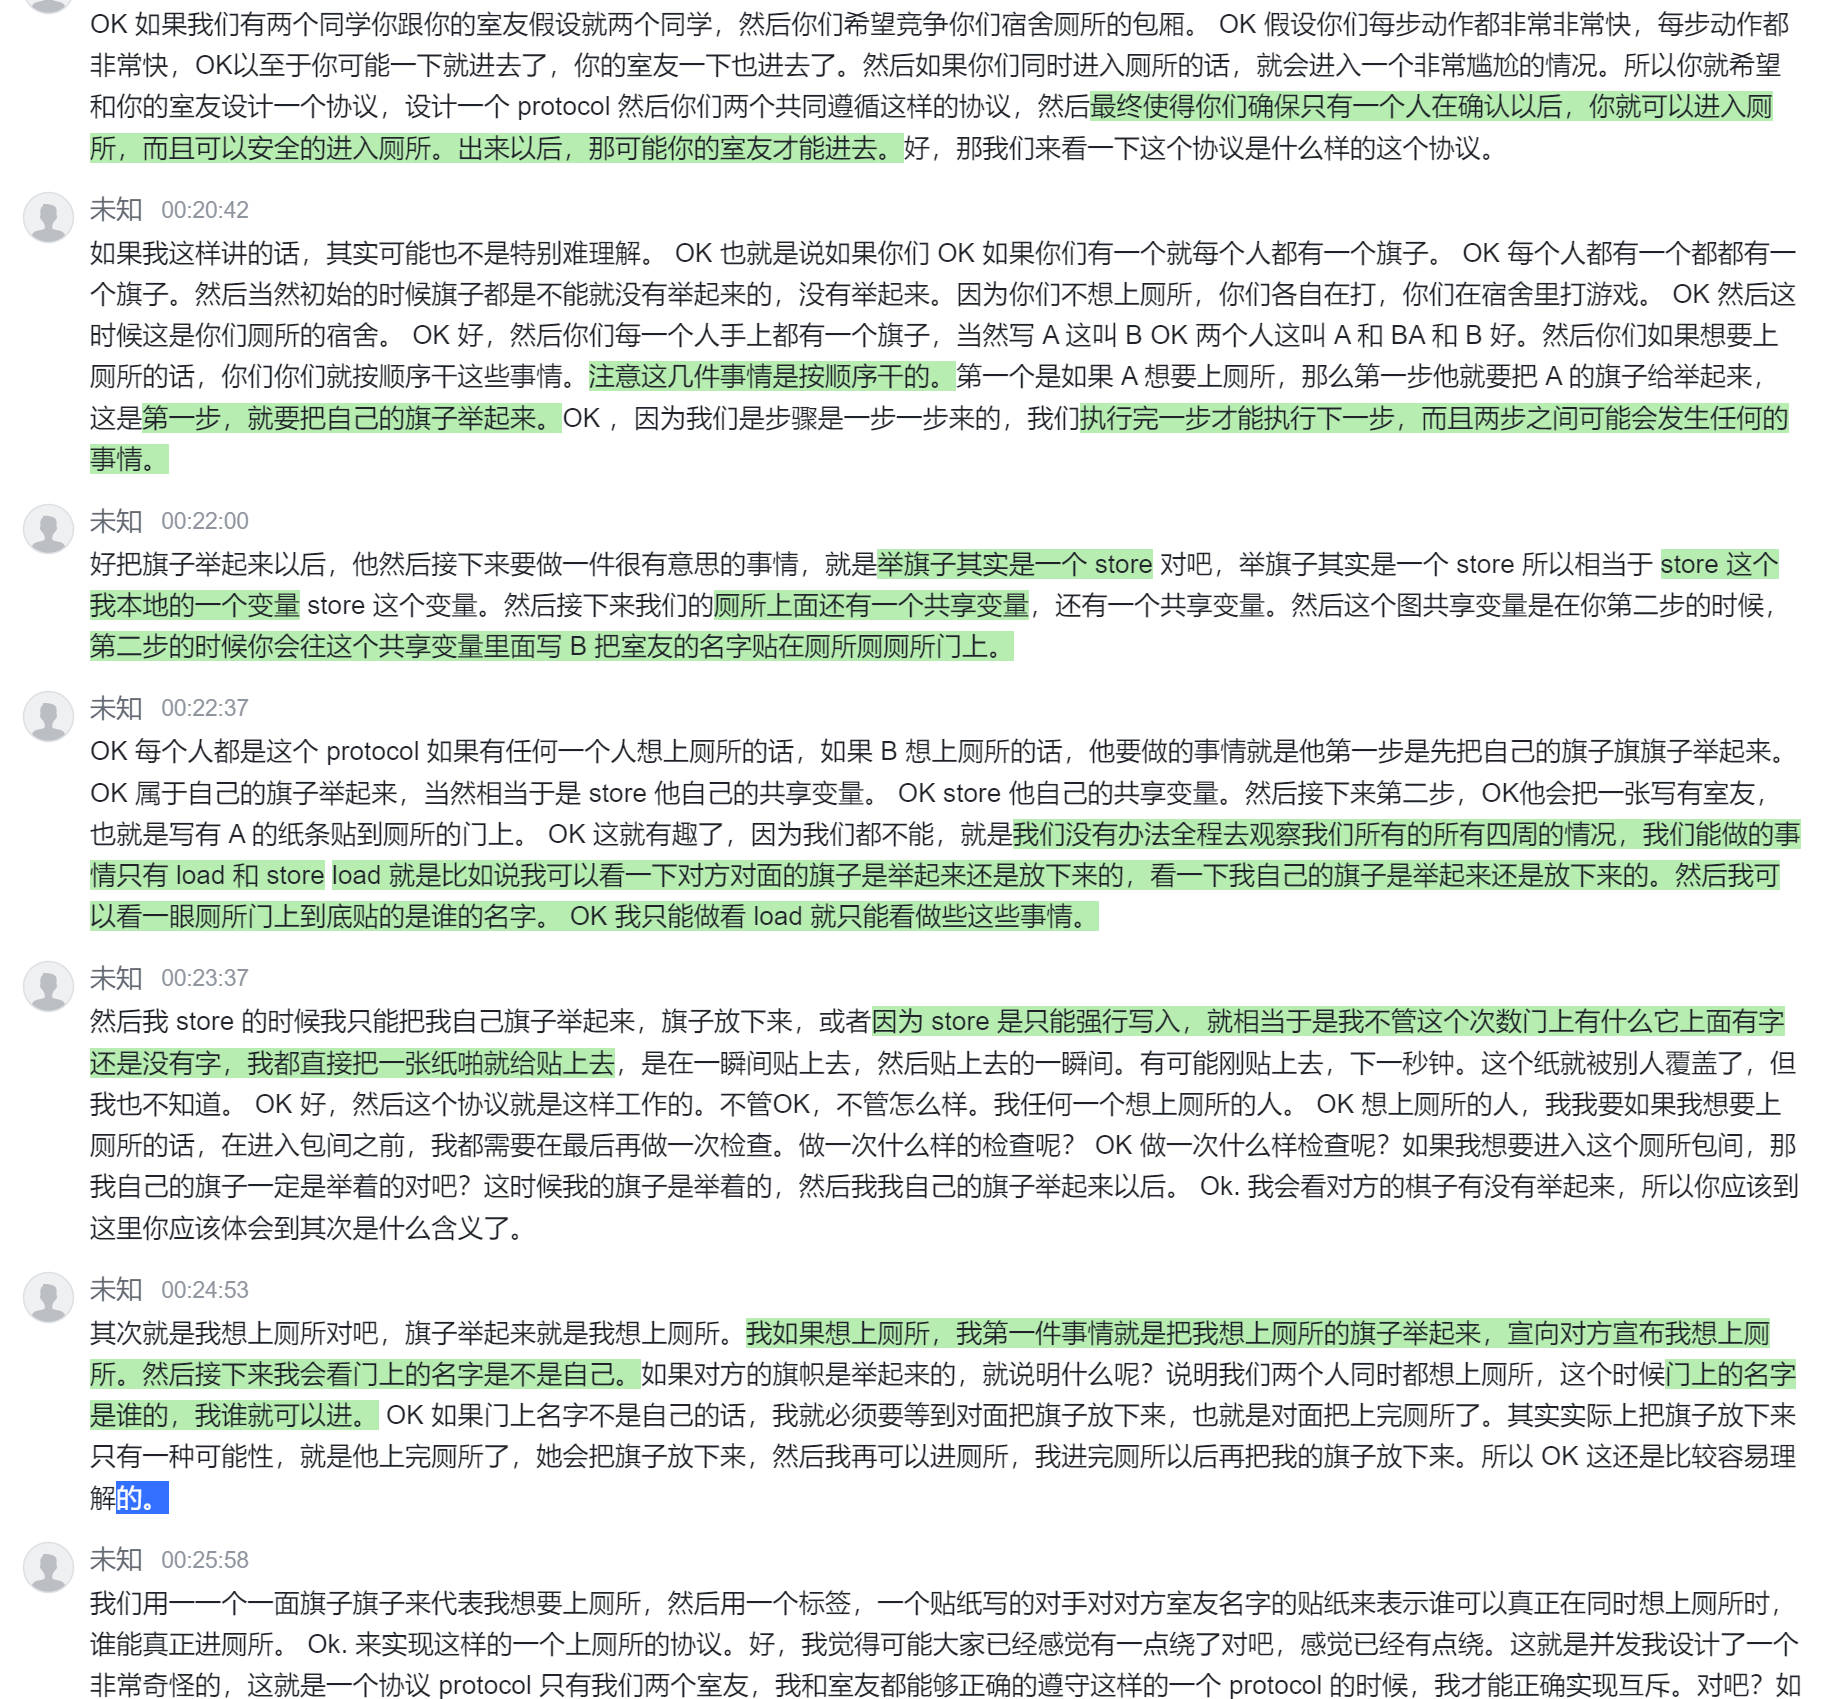 OK 如果我们有两个同学你跟你的室友假设就两个同学，然后你们希望竞争你们宿舍厕所的包厢。 OK 假设你们每步动作都非常非常快，每步动作都
非常快，OK以至于你可能一下就进去了，你的室友一下也进去了。然后如果你们同时进入厕所的话，就会进入一个非常尴尬的情况。所以你就希望
和你的室友设计一个协议，设计一个 protocol 然后你们两个共同遵循这样的协议，然后最终使得你们确保只有一个人在确认以后，你就可以进入厕
所，而且可以安全的进入厕所。出来以后，那可能你的室友才能进去。好，那我们来看一下这个协议是什么样的这个协议。
未知 00:20:42
如果我这样讲的话，其实可能也不是特别难理解。 OK 也就是说如果你们 OK 如果你们有一个就每个人都有一个旗子。 OK 每个人都有一个都都有一
个旗子。然后当然初始的时候旗子都是不能就没有举起来的，没有举起来。因为你们不想上厕所，你们各自在打，你们在宿舍里打游戏。 OK 然后这
时候这是你们厕所的宿舍。 OK 好，然后你们每一个人手上都有一个旗子，当然写 A 这叫 B OK 两个人这叫 A 和 BA 和 B 好。然后你们如果想要上
厕所的话，你们你们就按顺序干这些事情。注意这几件事情是按顺序干的。第一个是如果 A 想要上厕所，那么第一步他就要把 A 的旗子给举起来，
这是第一步，就要把自己的旗子举起来。OK ，因为我们是步骤是一步一步来的，我们执行完一步才能执行下一步，而且两步之间可能会发生任何的
事情。
未知 00:22:00
好把旗子举起来以后，他然后接下来要做一件很有意思的事情，就是举旗子其实是一个 store 对吧，举旗子其实是一个 store 所以相当于 store 这个
我本地的一个变量 store 这个变量。然后接下来我们的厕所上面还有一个共享变量，还有一个共享变量。然后这个图共享变量是在你第二步的时候，
第二步的时候你会往这个共享变量里面写 B 把室友的名字贴在厕所厕厕所门上。
未知 00:22:37
OK 每个人都是这个 protocol 如果有任何一个人想上厕所的话，如果 B 想上厕所的话，他要做的事情就是他第一步是先把自己的旗子旗旗子举起来。
OK 属于自己的旗子举起来，当然相当于是 store 他自己的共享变量。 OK store 他自己的共享变量。然后接下来第二步，OK他会把一张写有室友，
也就是写有 A 的纸条贴到厕所的门上。 OK 这就有趣了，因为我们都不能，就是我们没有办法全程去观察我们所有的所有四周的情况，我们能做的事
情只有 load 和 store load 就是比如说我可以看一下对方对面的旗子是举起来还是放下来的，看一下我自己的旗子是举起来还是放下来的。然后我可
以看一眼厕所门上到底贴的是谁的名字。 OK 我只能做看 load 就只能看做些这些事情。
未知 00:23:37
然后我 store 的时候我只能把我自己旗子举起来，旗子放下来，或者因为 store 是只能强行写入，就相当于是我不管这个次数门上有什么它上面有字
还是没有字，我都直接把一张纸啪就给贴上去，是在一瞬间贴上去，然后贴上去的一瞬间。有可能刚贴上去，下一秒钟。这个纸就被别人覆盖了，但
我也不知道。 OK 好，然后这个协议就是这样工作的。不管OK，不管怎么样。我任何一个想上厕所的人。 OK 想上厕所的人，我我要如果我想要上
厕所的话，在进入包间之前，我都需要在最后再做一次检查。做一次什么样的检查呢？ OK 做一次什么样检查呢？如果我想要进入这个厕所包间，那
我自己的旗子一定是举着的对吧？这时候我的旗子是举着的，然后我我自己的旗子举起来以后。 Ok. 我会看对方的棋子有没有举起来，所以你应该到
这里你应该体会到其次是什么含义了。
未知 00:24:53
其次就是我想上厕所对吧，旗子举起来就是我想上厕所。我如果想上厕所，我第一件事情就是把我想上厕所的旗子举起来，宣向对方宣布我想上厕
所。然后接下来我会看门上的名字是不是自己。如果对方的旗帜是举起来的，就说明什么呢？说明我们两个人同时都想上厕所，这个时候门上的名字
是谁的，我谁就可以进。 OK 如果门上名字不是自己的话，我就必须要等到对面把旗子放下来，也就是对面把上完厕所了。其实实际上把旗子放下来
只有一种可能性，就是他上完厕所了，她会把旗子放下来，然后我再可以进厕所，我进完厕所以后再把我的旗子放下来。所以 OK 这还是比较容易理
解的。
未知 00:25:58
我们用一一个一面旗子旗子来代表我想要上厕所，然后用一个标签，一个贴纸写的对手对对方室友名字的贴纸来表示谁可以真正在同时想上厕所时，
谁能真正进厕所。 Ok. 来实现这样的一个上厕所的协议。好，我觉得可能大家已经感觉有一点绕了对吧，感觉已经有点绕。这就是并发我设计了一个
非常奇怪的，这就是一个协议 protocol 只有我们两个室友，我和室友都能够正确的遵守这样的一个 protocol 的时候，我才能正确实现互斥。对吧？如